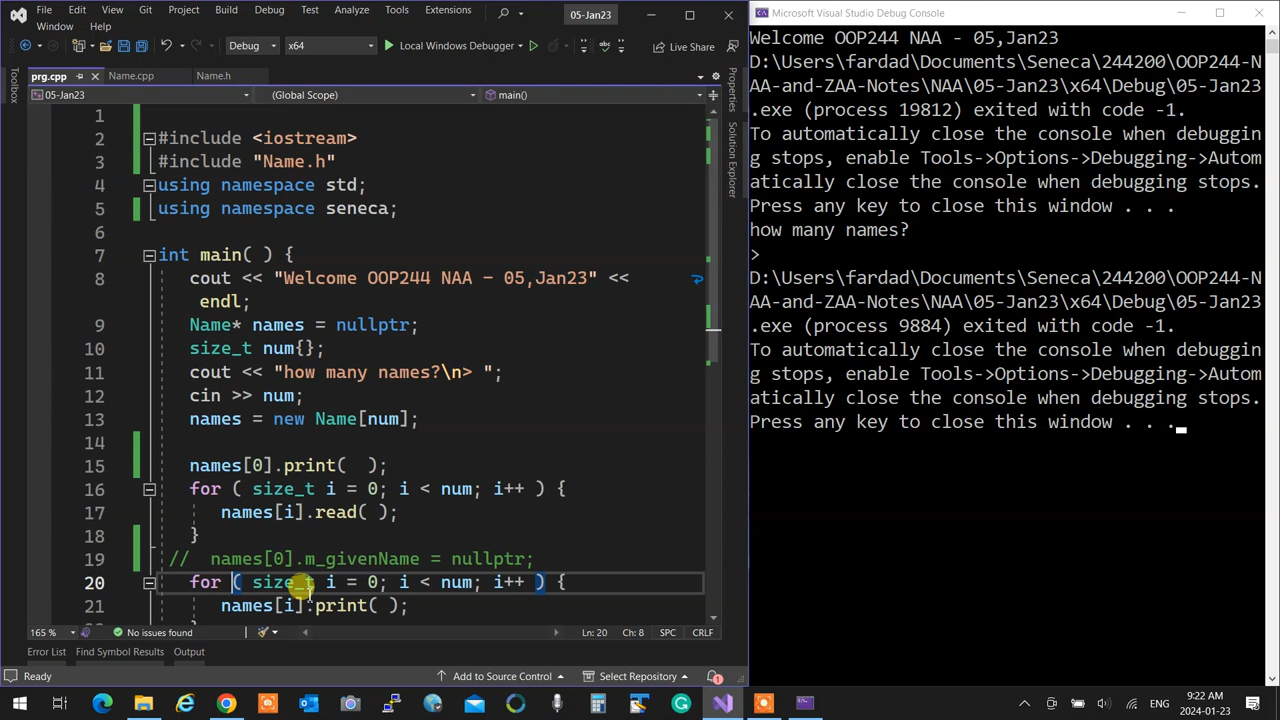 File Edit View Git Project Build Debug Test Analyze Tools Extensions 05-Jan23
Window Help
Debug x64 Local Windows Debugger Live Share
prg.cpp Name.cpp Name.h
05-Jan23 (Global Scope) main()
Toolbox
Properties
Solution Explorer
1
2 #include <iostream>
3 #include "Name.h"
4 using namespace std;
5 using namespace seneca;
6
7 int main( ) {
8 cout << "Welcome OOP244 NAA - 05,Jan23" <<
endl;
9 Name* names = nullptr;
10 size_t num{};
11 cout << "how many names?\n> ";
12 cin >> num;
13 names = new Name[num];
14
15 names[0].print(  );
16 for ( size_t i = 0; i < num; i++ ) {
17 names[i].read( );
18 }
19 //  names[0].m_givenName = nullptr;
20 for ( size_t i = 0; i < num; i++ ) {
21 names[i].print( );
165 % No issues found Ln: 20 Ch: 8 SPC CRLF
Error List Find Symbol Results Output
Ready Add to Source Control Select Repository 1
Microsoft Visual Studio Debug Console
Welcome OOP244 NAA - 05,Jan23
D:\Users\fardad\Documents\Seneca\244200\OOP244-N
AA-and-ZAA-Notes\NAA\05-Jan23\x64\Debug\05-Jan23
.exe (process 19812) exited with code -1.
To automatically close the console when debuggin
g stops, enable Tools->Options->Debugging->Autom
atically close the console when debugging stops.
Press any key to close this window . . .
how many names?
>
D:\Users\fardad\Documents\Seneca\244200\OOP244-N
AA-and-ZAA-Notes\NAA\05-Jan23\x64\Debug\05-Jan23
.exe (process 9884) exited with code -1.
To automatically close the console when debuggin
g stops, enable Tools->Options->Debugging->Autom
atically close the console when debugging stops.
Press any key to close this window . . .
ENG 9:22 AM
2024-01-23